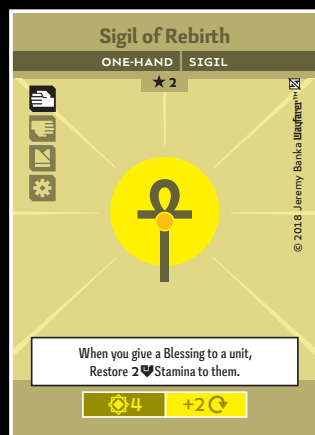 Sigil of Rebirth
ONE-HAND SIGIL
★ 2
© 2018 Jeremy Banka Wayfarer™
When you give a Blessing to a unit,
Restore 2 Stamina to them.
4 +2